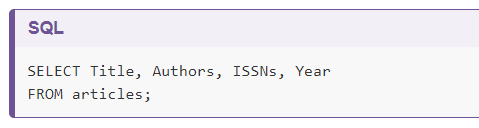 SQL
SELECT Title, Authors, ISSNs, Year
FROM articles;